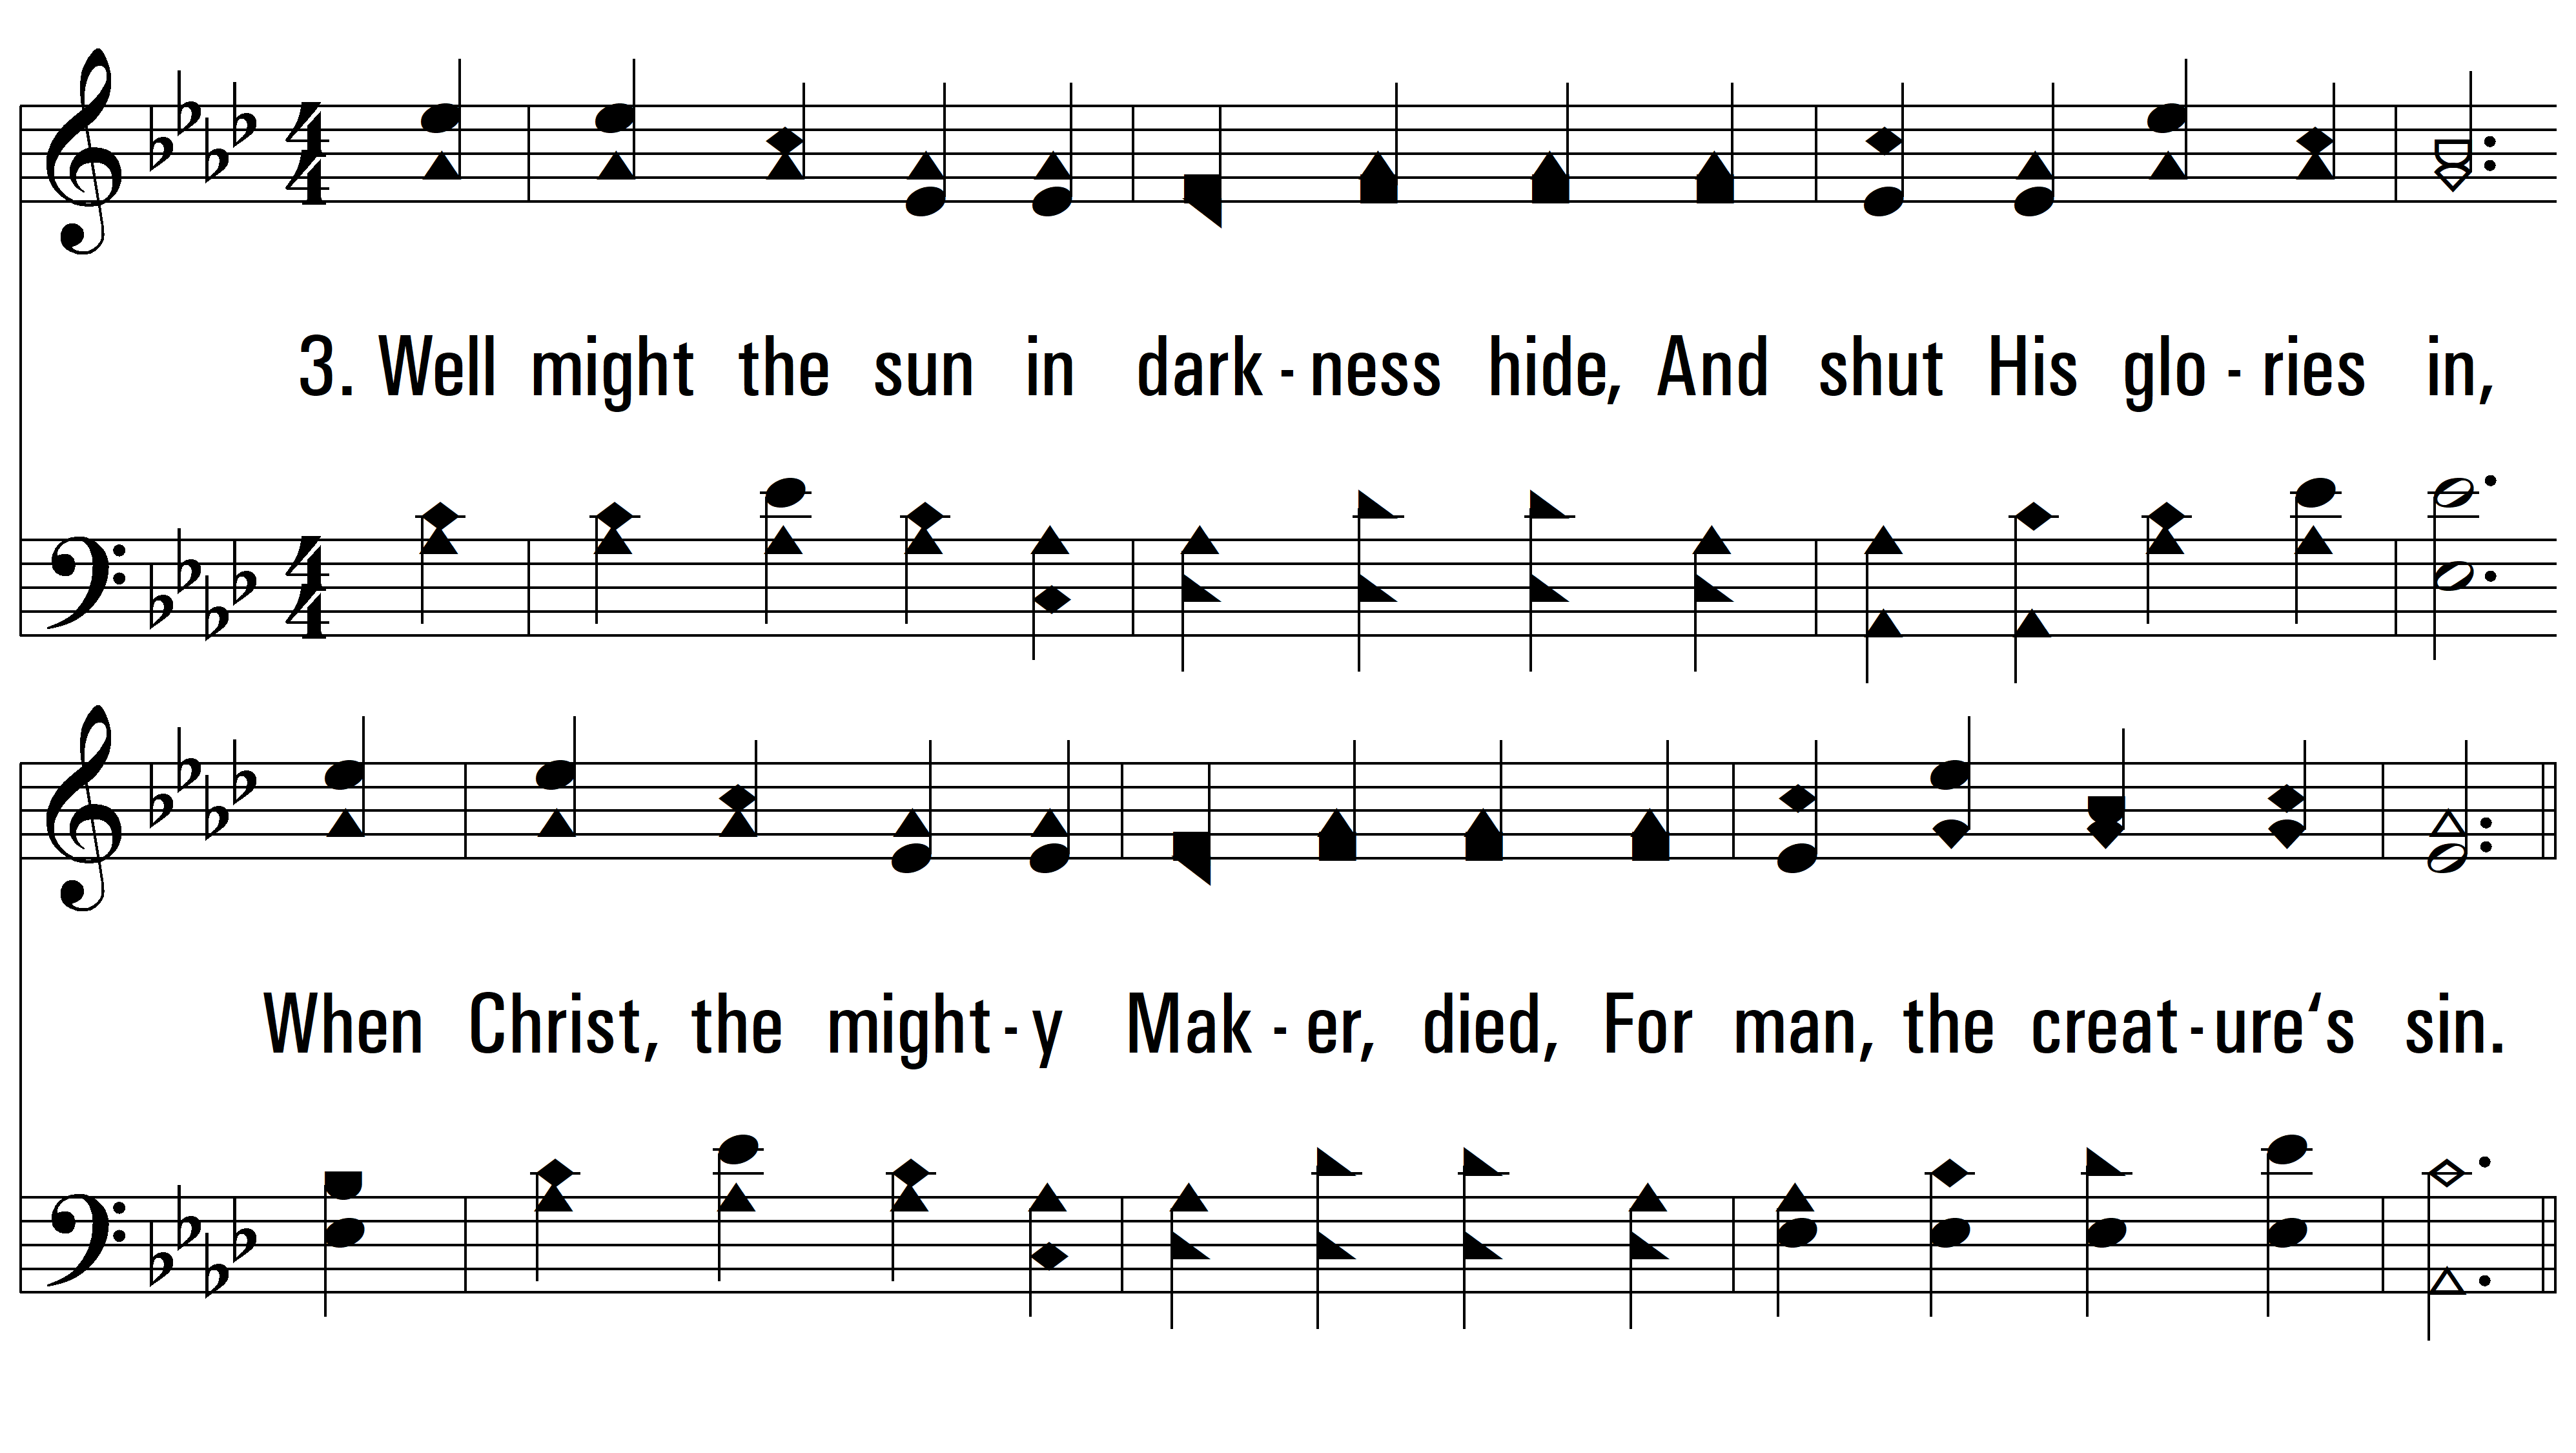 3. Well might the sun in dark - ness hide, And shut His glo - ries in,
When Christ, the might - y Mak - er, died, For man, the creat - ure‘s sin.